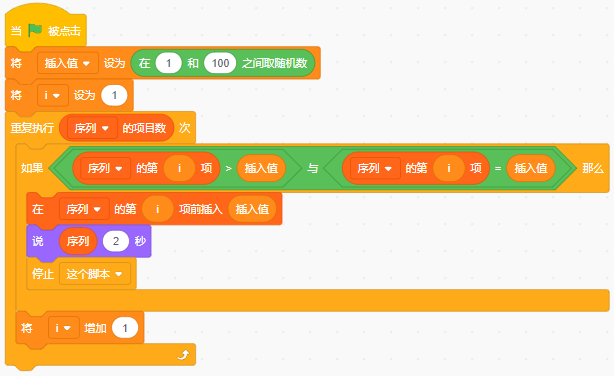 当 被点击
将 插入值 设为 在 1 和 100 之间取随机数
将 i 设为 1
重复执行 序列 的项目数 次
如果 序列 的第 i 项 > 插入值 与 序列 的第 i 项 = 插入值 那么
在 序列 的第 i 项前插入 插入值
说 序列 2 秒
停止 这个脚本
将 i 增加 1